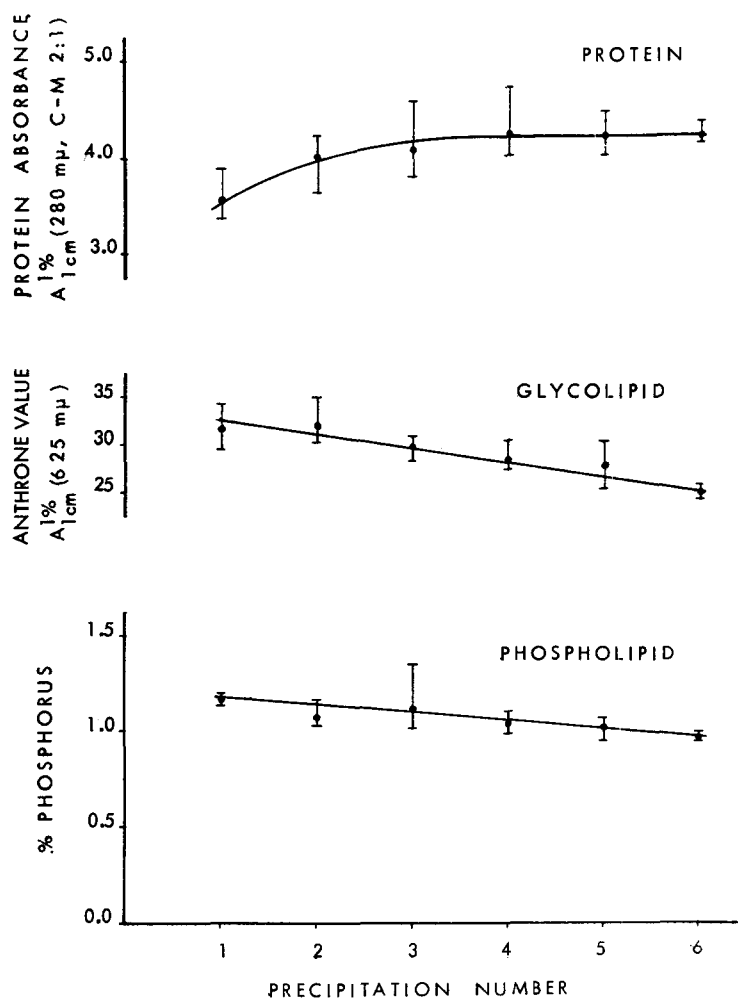 PROTEIN ABSORBANCE
A 1% 1cm (280 mµ, C-M 2:1)
5.0
4.0
3.0
PROTEIN
ANTHRONE VALUE
A 1% 1cm (625 mµ)
35
30
25
GLYCOLIPID
% PHOSPHORUS
1.5
1.0
0.5
0.0
PHOSPHOLIPID
1 2 3 4 5 6
PRECIPITATION NUMBER